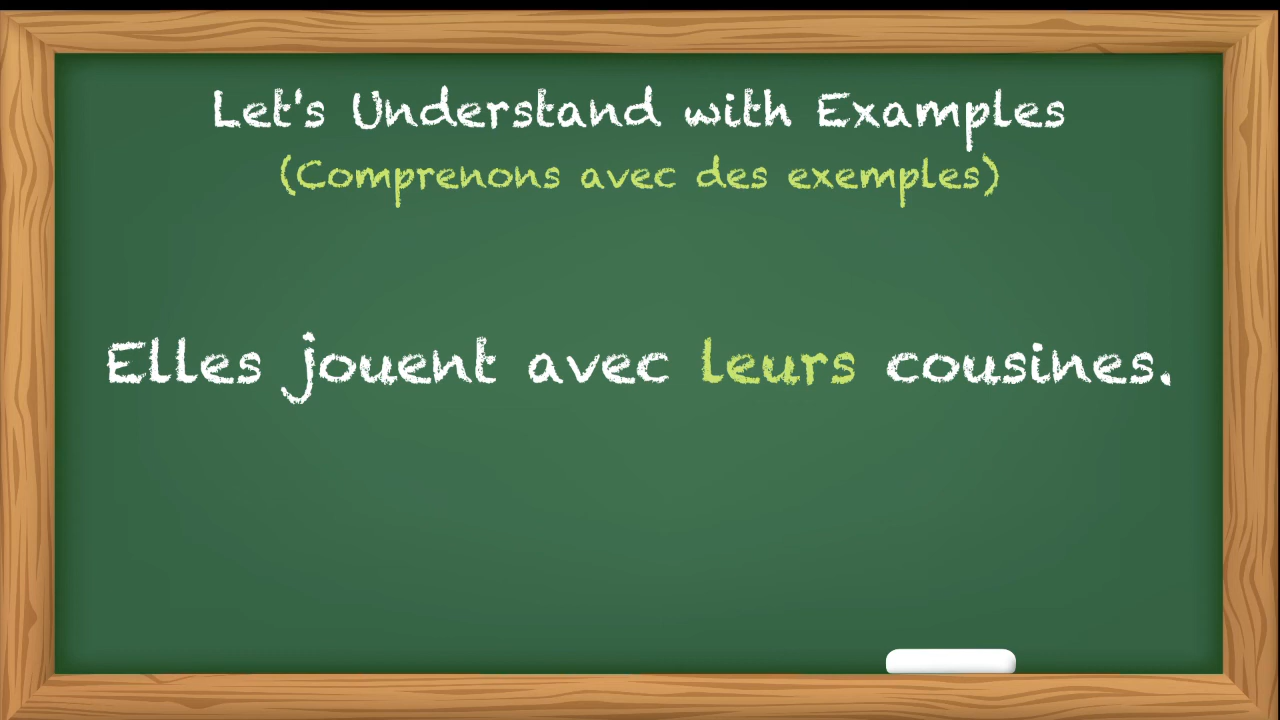 Let's Understand with Examples
(Comprenons avec des exemples)
Elles jouent avec leurs cousines.